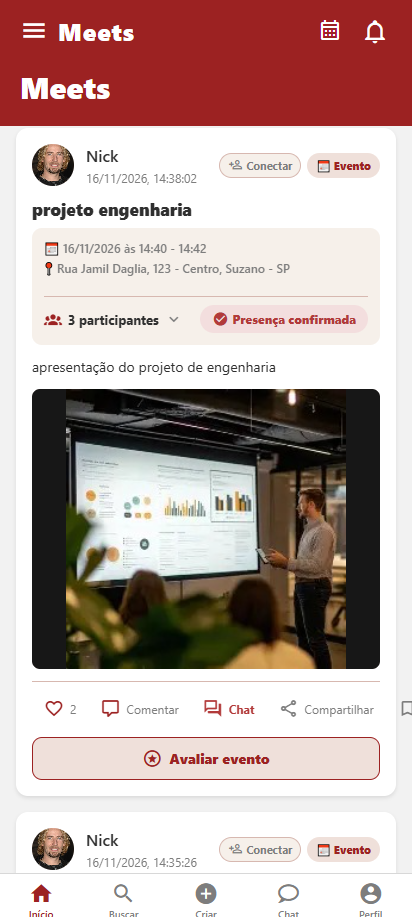 Meets
Meets
Nick
16/11/2026, 14:38:02
Conectar
Evento
projeto engenharia
16/11/2026 às 14:40 - 14:42
Rua Jamil Daglia, 123 - Centro, Suzano - SP
3 participantes
Presença confirmada
apresentação do projeto de engenharia
2
Comentar
Chat
Compartilhar
Avaliar evento
Nick
16/11/2026, 14:35:26
Conectar
Evento
Início
Buscar
Criar
Chat
Perfil